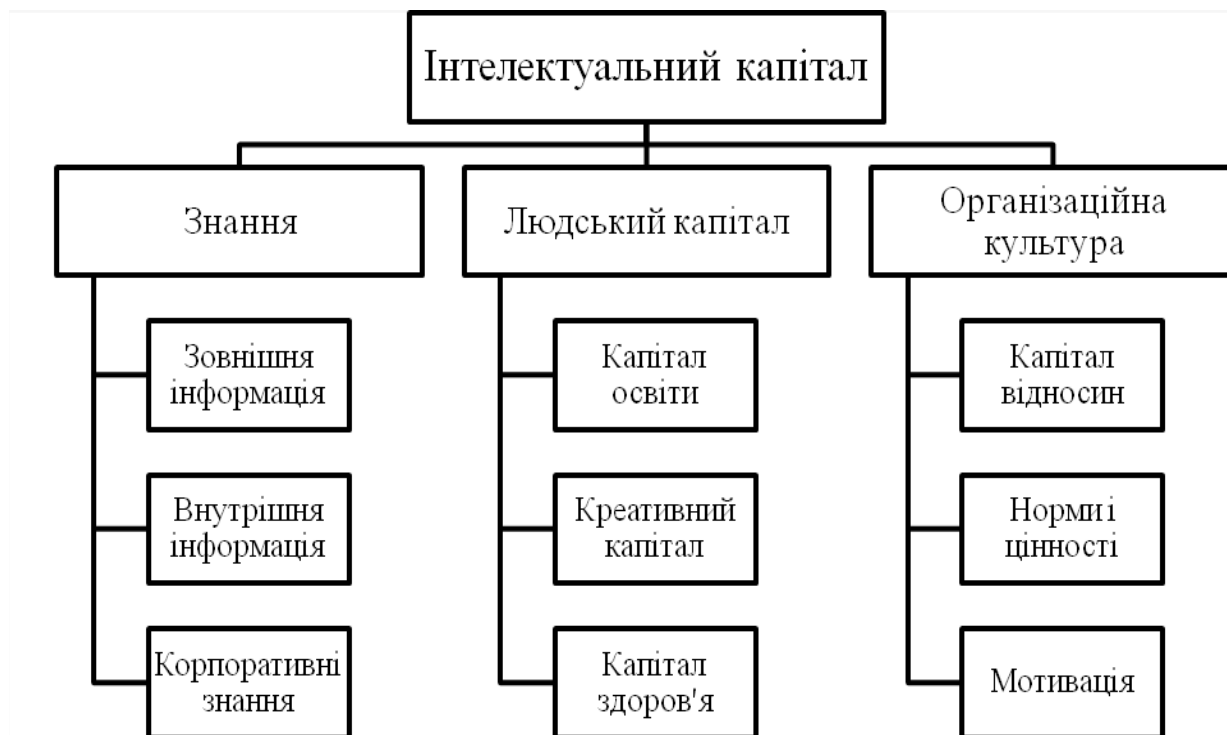 Інтелектуальний капітал
Знання
Людський капітал
Організаційна
культура
Зовнішня
інформація
Капітал
освіти
Капітал
відносин
Внутрішня
інформація
Креативний
капітал
Норми і
цінності
Корпоративні
знання
Капітал
здоров'я
Мотивація